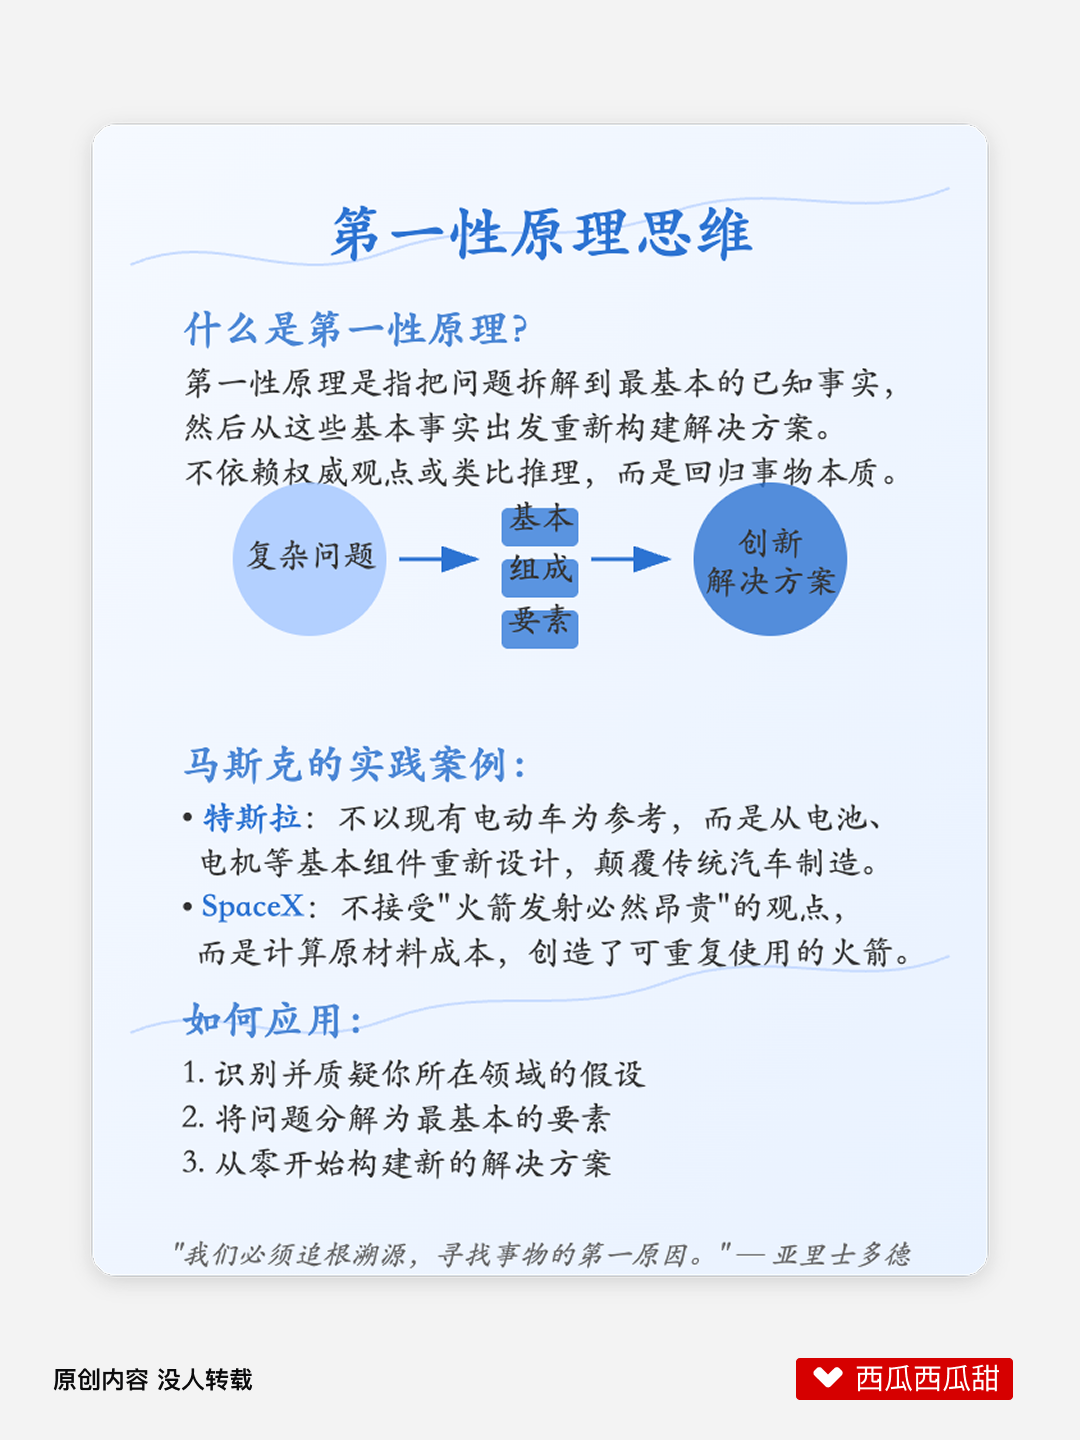 第一性原理思维
什么是第一性原理?
第一性原理是指把问题拆解到最基本的已知事实，
然后从这些基本事实出发重新构建解决方案。
不依赖权威观点或类比推理，而是回归事物本质。
复杂问题
基本
组成
要素
创新
解决方案
马斯克的实践案例：
• 特斯拉：不以现有电动车为参考，而是从电池、
电机等基本组件重新设计，颠覆传统汽车制造。
• SpaceX：不接受"火箭发射必然昂贵"的观点，
而是计算原材料成本，创造了可重复使用的火箭。
如何应用：
1. 识别并质疑你所在领域的假设
2. 将问题分解为最基本的要素
3. 从零开始构建新的解决方案
"我们必须追根溯源，寻找事物的第一原因。"— 亚里士多德
原创内容 没人转载
西瓜西瓜甜